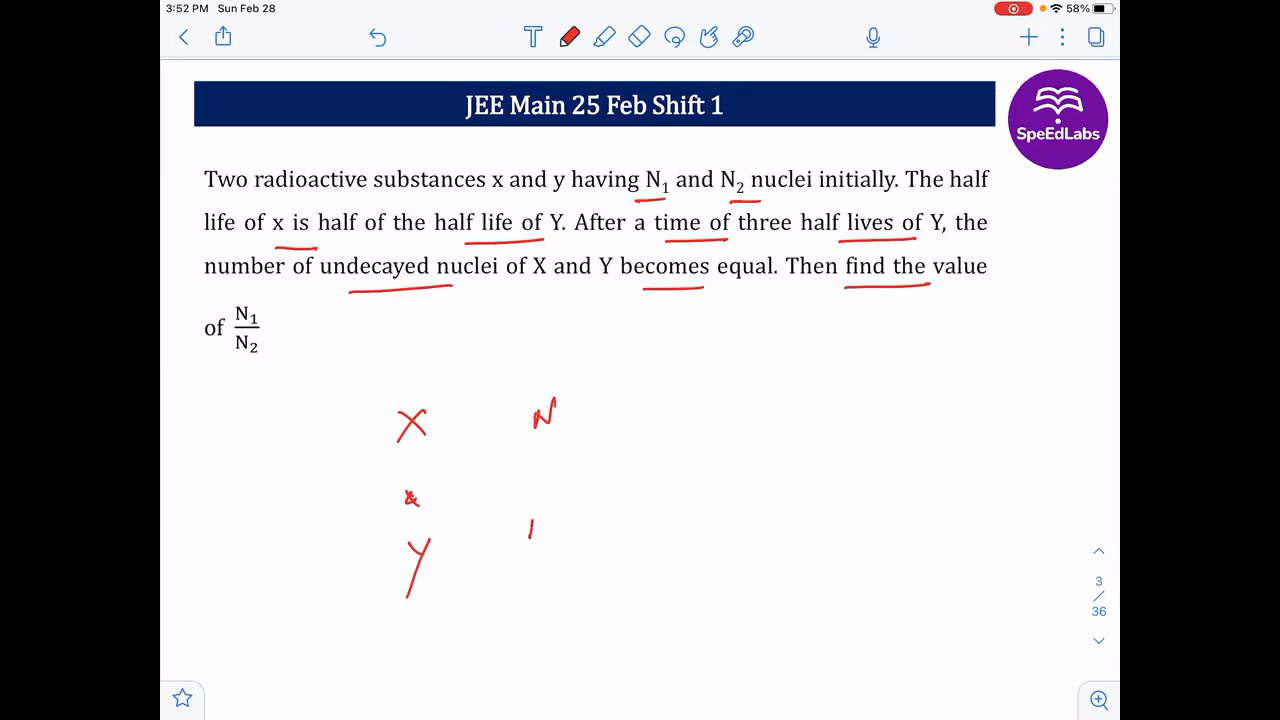 3:52 PM Sun Feb 28
58%
JEE Main 25 Feb Shift 1
SpeEdLabs
Two radioactive substances x and y having N₁ and N₂ nuclei initially. The half
life of x is half of the half life of Y. After a time of three half lives of Y, the
number of undecayed nuclei of X and Y becomes equal. Then find the value
of N₁/N₂
X N
&
Y
3
/
36